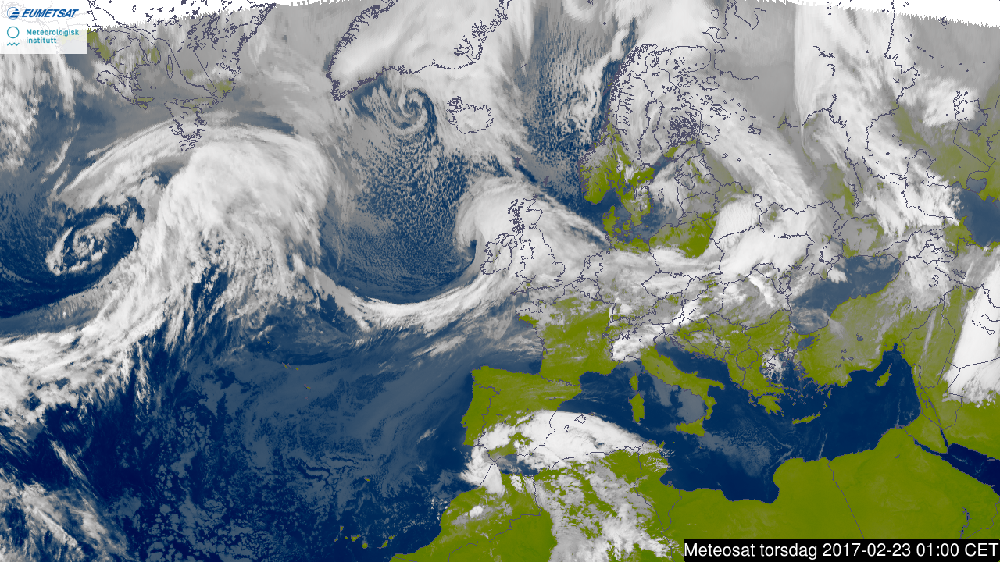 EUMETSAT
Meteorologisk
institutt
Meteosat torsdag 2017-02-23 01:00 CET